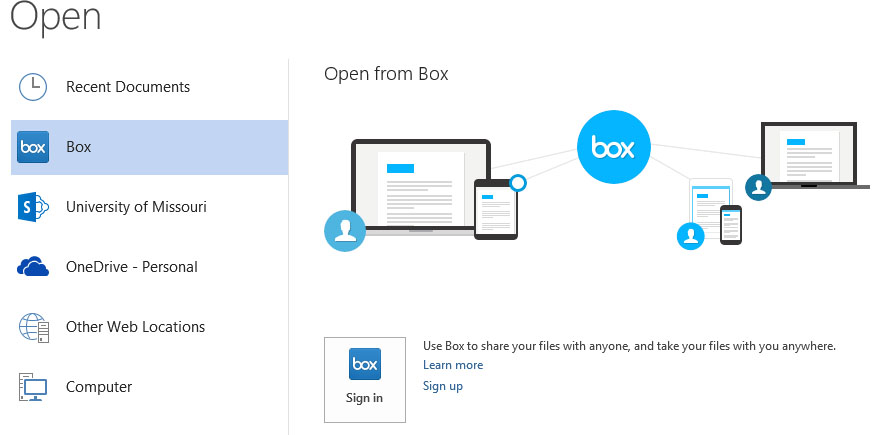 Open
Recent Documents
box
Box
S
University of Missouri
OneDrive - Personal
Other Web Locations
Computer
Open from Box
box
box
Sign in
Use Box to share your files with anyone, and take your files with you anywhere.
Learn more
Sign up